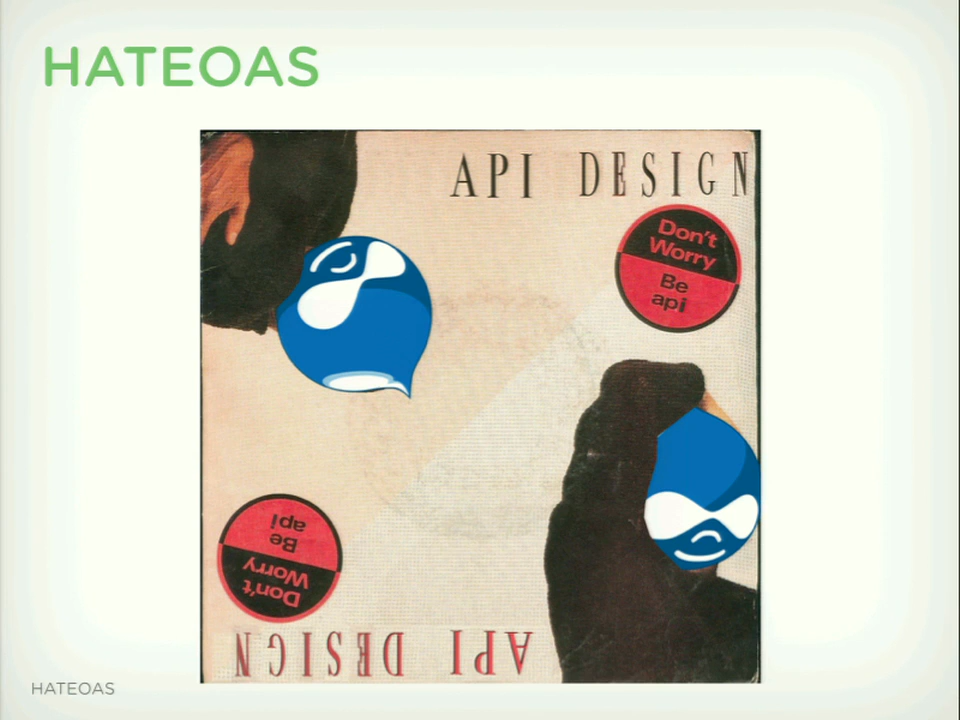 HATEOAS
API DESIGN
Don't
Worry
Be
api
Don't
Worry
Be
api
API DESIGN
HATEOAS